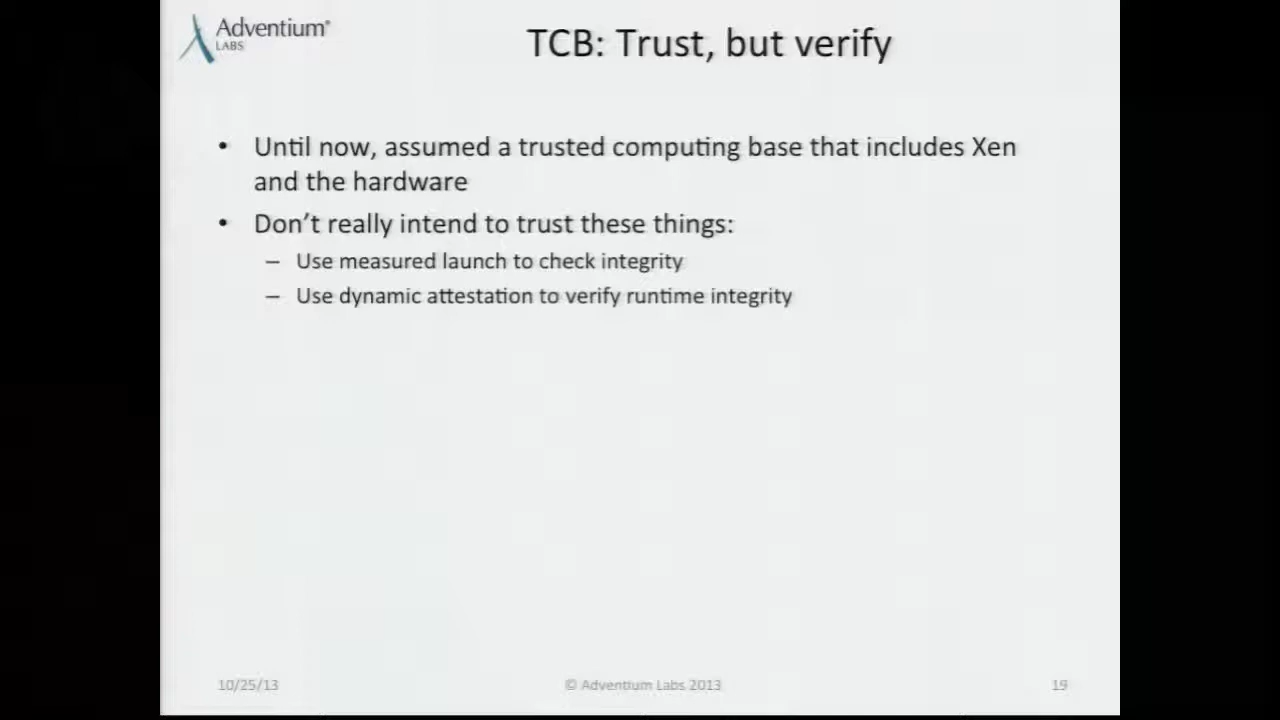 Adventium®
LABS
TCB: Trust, but verify
• Until now, assumed a trusted computing base that includes Xen
and the hardware
• Don't really intend to trust these things:
– Use measured launch to check integrity
– Use dynamic attestation to verify runtime integrity
10/25/13
© Adventium Labs 2013
19